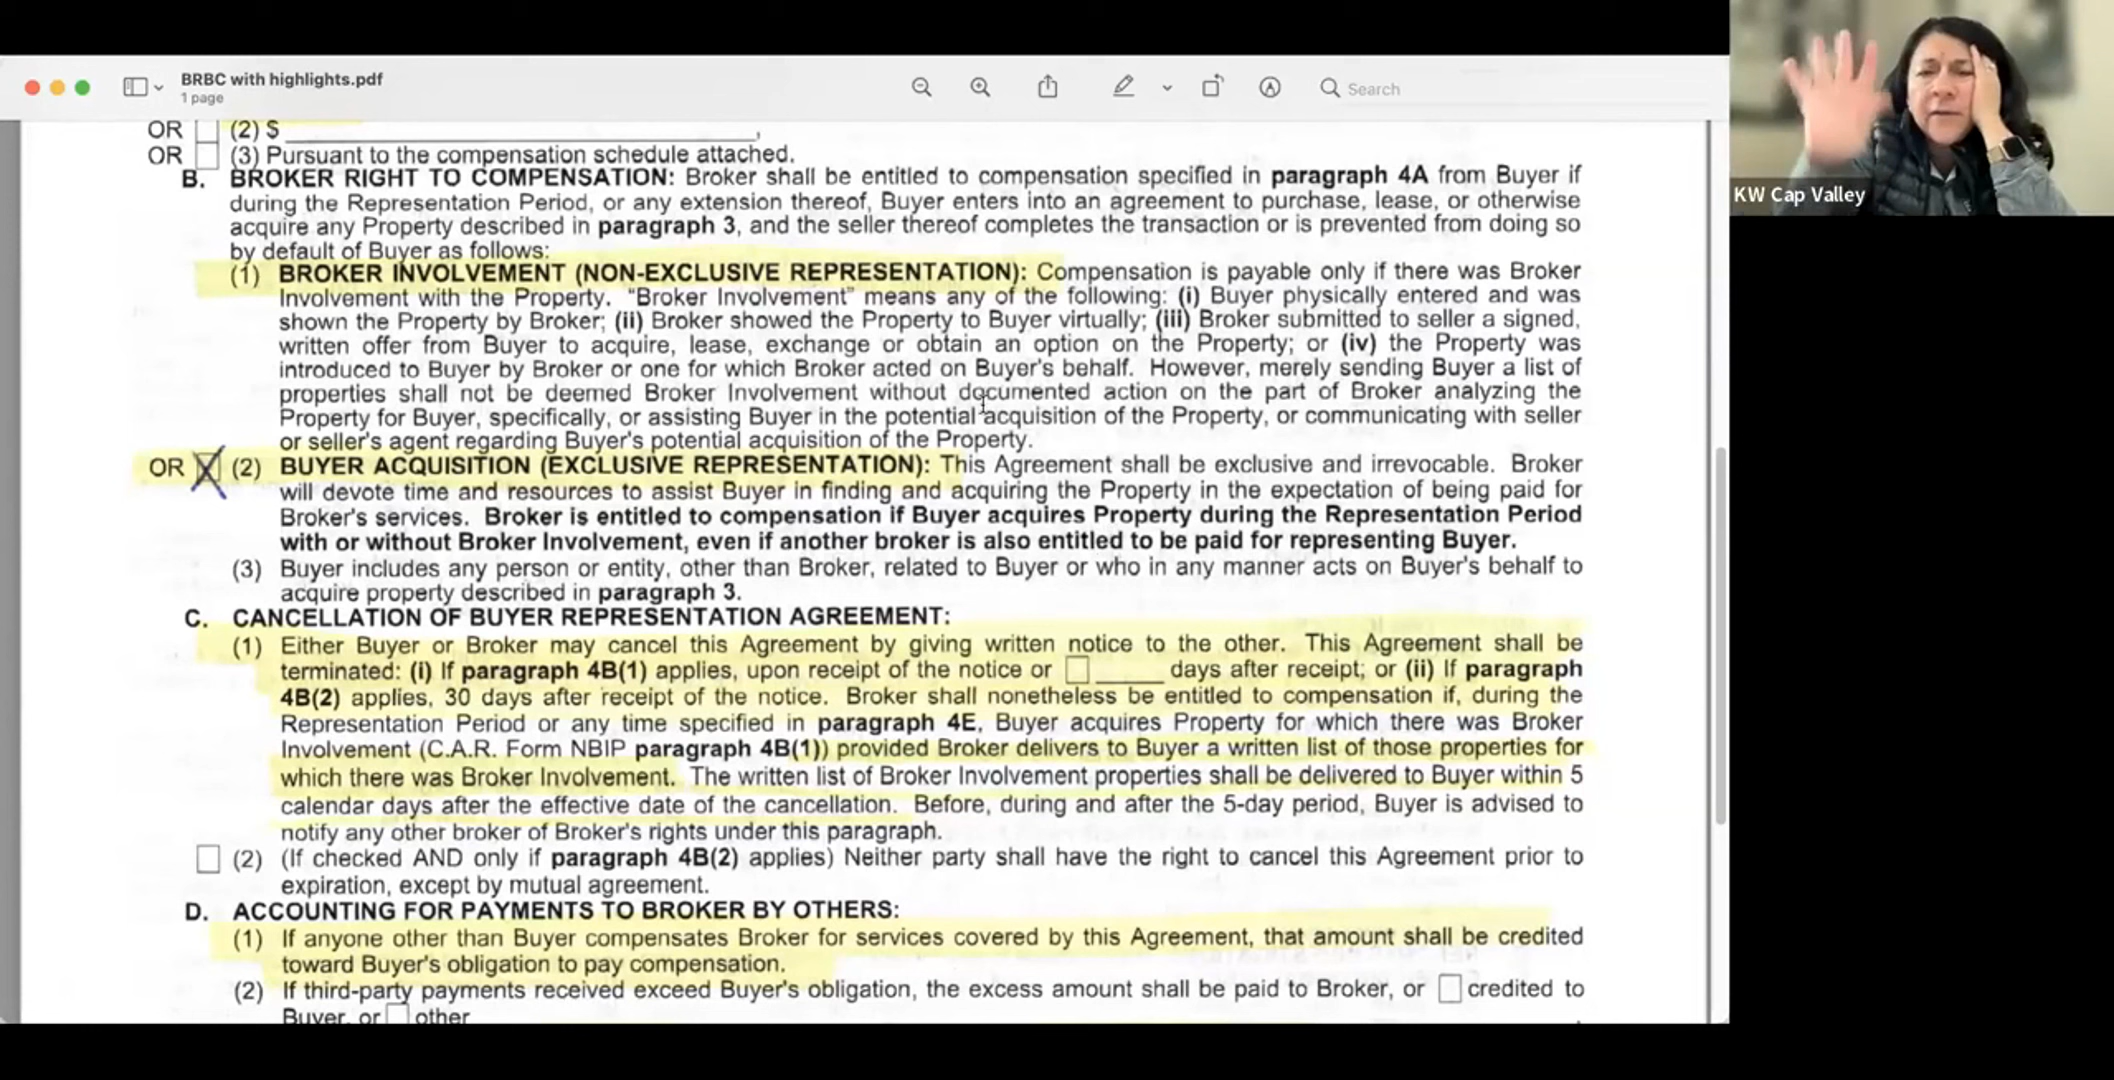 BRBC with highlights.pdf
1 page
Search
KW Cap Valley
OR (2) $ ,
OR (3) Pursuant to the compensation schedule attached.
B. BROKER RIGHT TO COMPENSATION: Broker shall be entitled to compensation specified in paragraph 4A from Buyer if
during the Representation Period, or any extension thereof, Buyer enters into an agreement to purchase, lease, or otherwise
acquire any Property described in paragraph 3, and the seller thereof completes the transaction or is prevented from doing so
by default of Buyer as follows:
(1) BROKER INVOLVEMENT (NON-EXCLUSIVE REPRESENTATION): Compensation is payable only if there was Broker
Involvement with the Property. "Broker Involvement" means any of the following: (i) Buyer physically entered and was
shown the Property by Broker; (ii) Broker showed the Property to Buyer virtually; (iii) Broker submitted to seller a signed,
written offer from Buyer to acquire, lease, exchange or obtain an option on the Property; or (iv) the Property was
introduced to Buyer by Broker or one for which Broker acted on Buyer's behalf. However, merely sending Buyer a list of
properties shall not be deemed Broker Involvement without documented action on the part of Broker analyzing the
Property for Buyer, specifically, or assisting Buyer in the potential acquisition of the Property, or communicating with seller
or seller's agent regarding Buyer's potential acquisition of the Property.
OR X (2) BUYER ACQUISITION (EXCLUSIVE REPRESENTATION): This Agreement shall be exclusive and irrevocable. Broker
will devote time and resources to assist Buyer in finding and acquiring the Property in the expectation of being paid for
Broker's services. Broker is entitled to compensation if Buyer acquires Property during the Representation Period
with or without Broker Involvement, even if another broker is also entitled to be paid for representing Buyer.
(3) Buyer includes any person or entity, other than Broker, related to Buyer or who in any manner acts on Buyer's behalf to
acquire property described in paragraph 3.
C. CANCELLATION OF BUYER REPRESENTATION AGREEMENT:
(1) Either Buyer or Broker may cancel this Agreement by giving written notice to the other. This Agreement shall be
terminated: (i) If paragraph 4B(1) applies, upon receipt of the notice or ____ days after receipt; or (ii) If paragraph
4B(2) applies, 30 days after receipt of the notice. Broker shall nonetheless be entitled to compensation if, during the
Representation Period or any time specified in paragraph 4E, Buyer acquires Property for which there was Broker
Involvement (C.A.R. Form NBIP paragraph 4B(1)) provided Broker delivers to Buyer a written list of those properties for
which there was Broker Involvement. The written list of Broker Involvement properties shall be delivered to Buyer within 5
calendar days after the effective date of the cancellation. Before, during and after the 5-day period, Buyer is advised to
notify any other broker of Broker's rights under this paragraph.
(2) (If checked AND only if paragraph 4B(2) applies) Neither party shall have the right to cancel this Agreement prior to
expiration, except by mutual agreement.
D. ACCOUNTING FOR PAYMENTS TO BROKER BY OTHERS:
(1) If anyone other than Buyer compensates Broker for services covered by this Agreement, that amount shall be credited
toward Buyer's obligation to pay compensation.
(2) If third-party payments received exceed Buyer's obligation, the excess amount shall be paid to Broker, or credited to
Buyer, or other